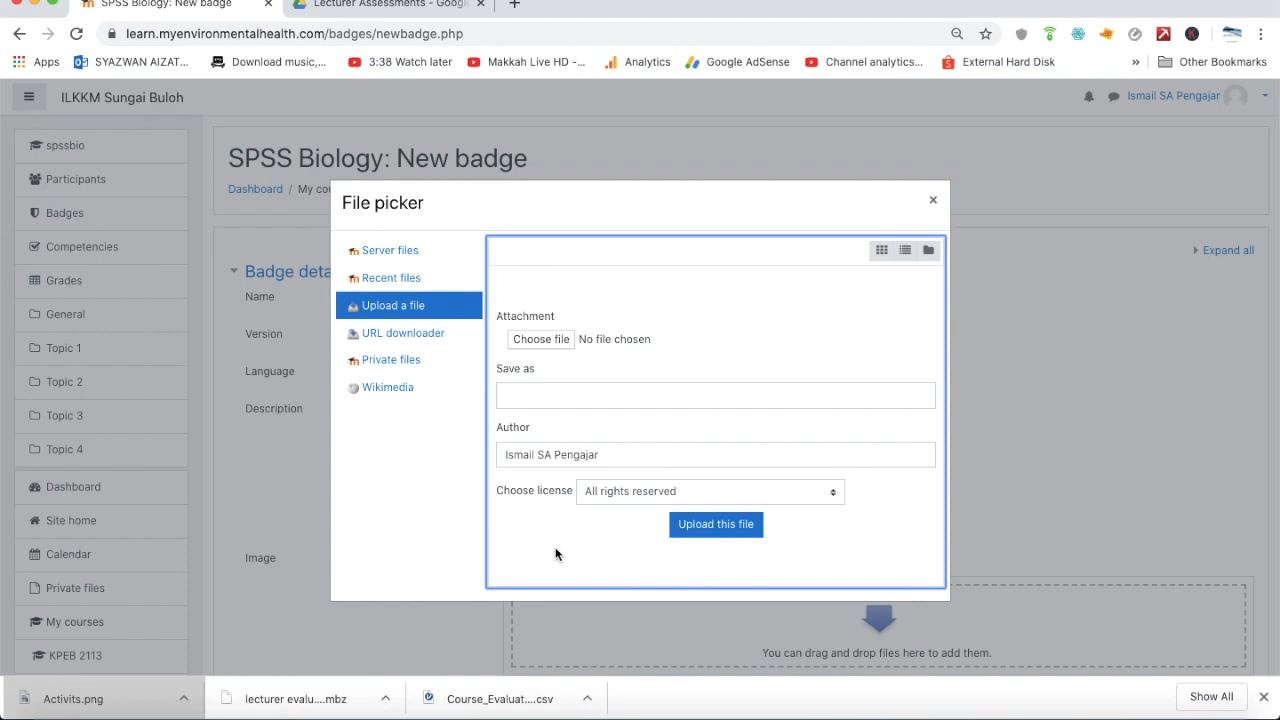 SPSS Biology: New badge
Lecturer Assessments - Goog
learn.myenvironmentalhealth.com/badges/newbadge.php
Apps SYAZWAN AIZAT... Download music,... 3:38 Watch later Makkah Live HD -... Analytics Google AdSense Channel analytics... External Hard Disk » Other Bookmarks
ILKKM Sungai Buloh
Ismail SA Pengajar
spssbio
Participants
Badges
Competencies
Grades
General
Topic 1
Topic 2
Topic 3
Topic 4
Dashboard
Site home
Calendar
Private files
My courses
KPEB 2113
SPSS Biology: New badge
Dashboard / My cou
Expand all
Badge deta
Name
Version
Language
Description
Image
File picker
×
Server files
Recent files
Upload a file
URL downloader
Private files
Wikimedia
Attachment
Choose file No file chosen
Save as
Author
Ismail SA Pengajar
Choose license All rights reserved
Upload this file
You can drag and drop files here to add them.
Activits.png
lecturer evalu....mbz
Course_Evaluat....csv
Show All